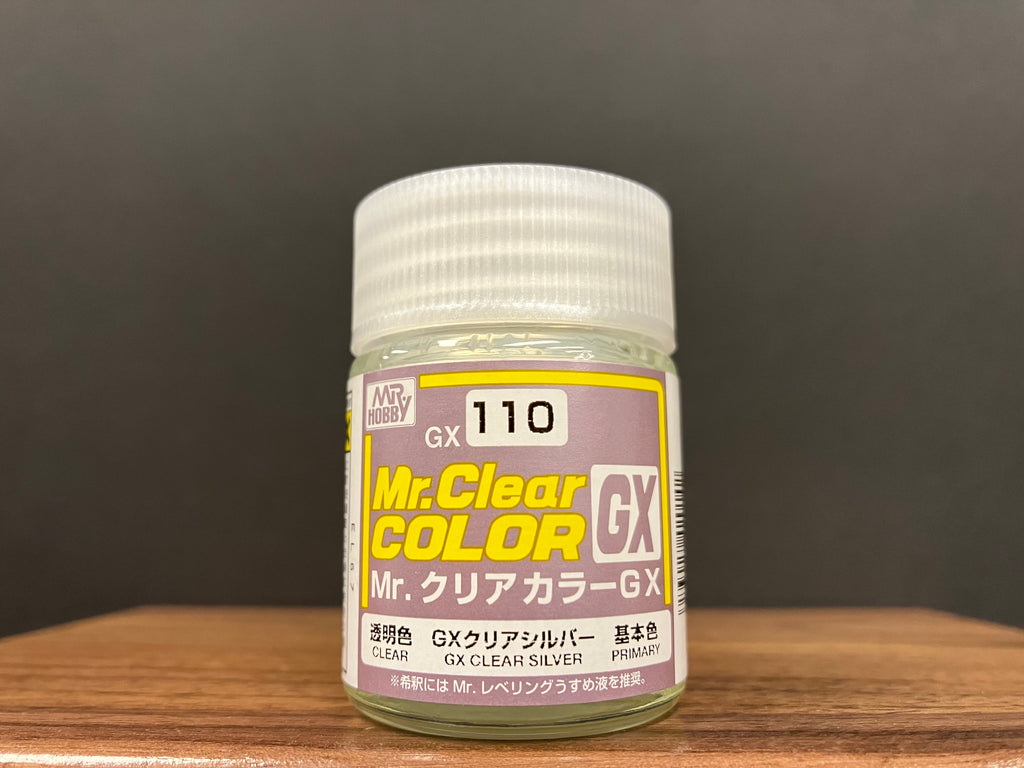 MR HOBBY
GX 110
Mr.Clear
COLOR GX
Mr.クリアカラーGX
透明色 GXクリアシルバー 基本色
CLEAR GX CLEAR SILVER PRIMARY
※希釈にはMr.レベリングうすめ液を推奨。